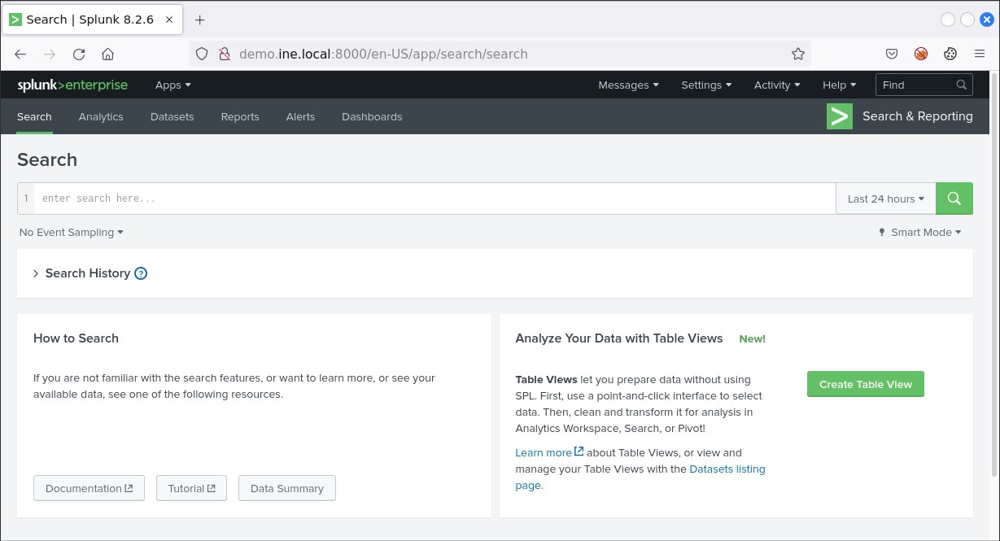 Search | Splunk 8.2.6
demo.ine.local:8000/en-US/app/search/search
splunk>enterprise Apps Messages Settings Activity Help Find
Search Analytics Datasets Reports Alerts Dashboards Search & Reporting
Search
1 enter search here... Last 24 hours
No Event Sampling Smart Mode
Search History ?
How to Search
If you are not familiar with the search features, or want to learn more, or see your
available data, see one of the following resources.
Documentation Tutorial Data Summary
Analyze Your Data with Table Views New!
Table Views let you prepare data without using
SPL. First, use a point-and-click interface to select
data. Then, clean and transform it for analysis in
Analytics Workspace, Search, or Pivot!
Create Table View
Learn more about Table Views, or view and
manage your Table Views with the Datasets listing
page.